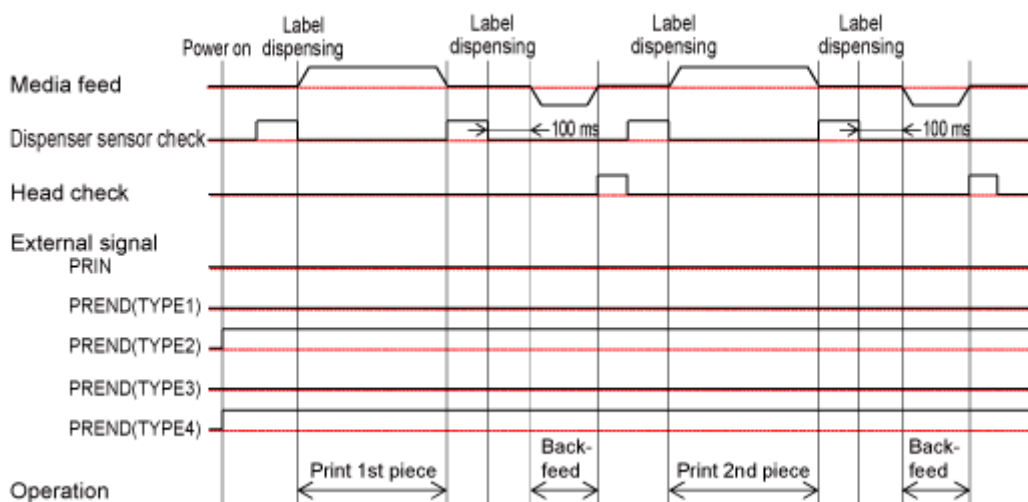 Label
dispensing
Label
dispensing
Label
dispensing
Label
dispensing
Power on
Media feed
Dispenser sensor check
100 ms
100 ms
Head check
External signal
PRIN
PREND(TYPE1)
PREND(TYPE2)
PREND(TYPE3)
PREND(TYPE4)
Operation
Print 1st piece
Back-
feed
Print 2nd piece
Back-
feed